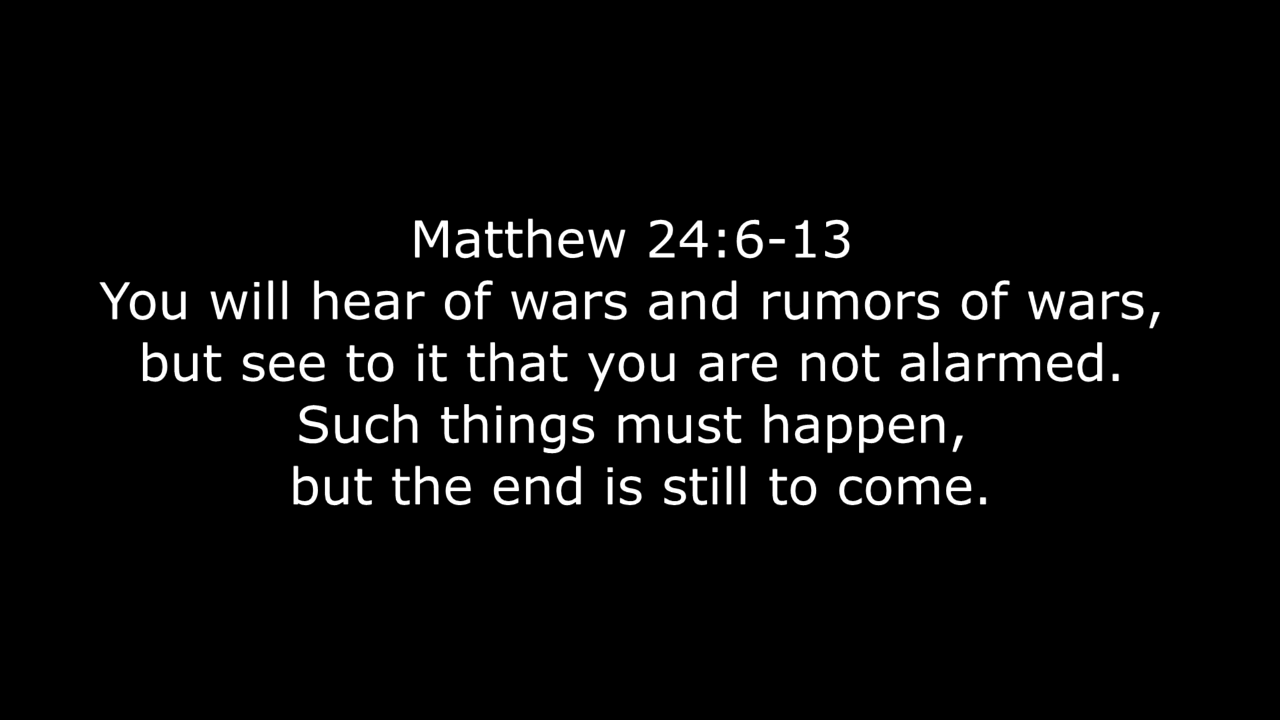 Matthew 24:6-13
You will hear of wars and rumors of wars,
but see to it that you are not alarmed.
Such things must happen,
but the end is still to come.